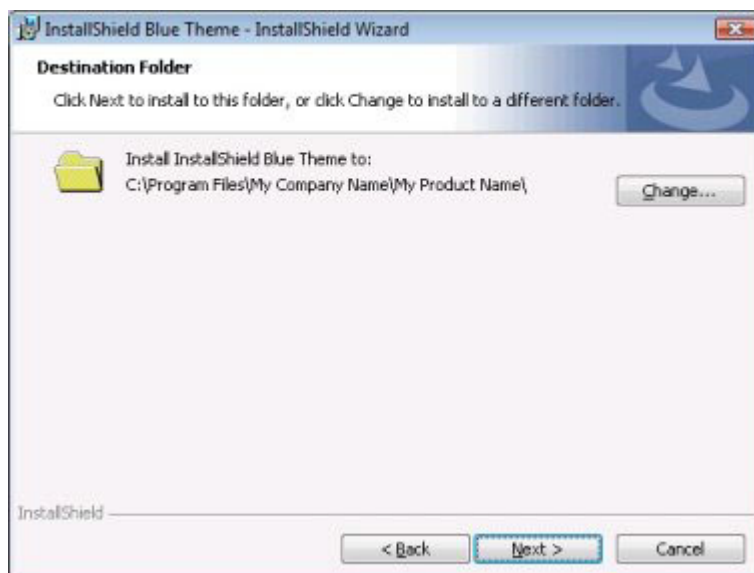 InstallShield Blue Theme - InstallShield Wizard
Destination Folder
Click Next to install to this folder, or click Change to install to a different folder.
Install InstallShield Blue Theme to:
C:\Program Files\My Company Name\My Product Name\
Change...
InstallShield
< Back
Next >
Cancel